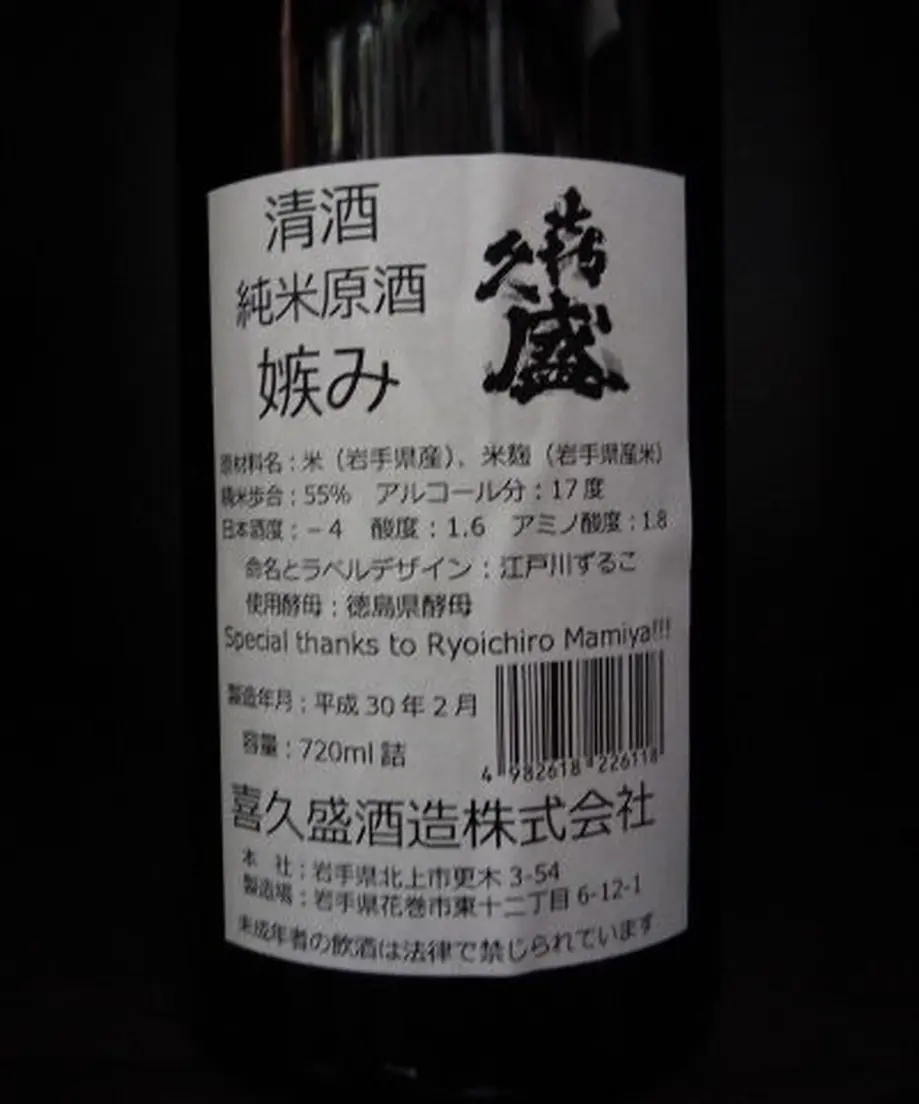 清酒
純米原酒
嫉み
喜久盛
原材料名：米（岩手県産）、米麹（岩手県産米）
精米歩合：55%　アルコール分：17度
日本酒度：−4　酸度：1.6　アミノ酸度：1.8
命名とラベルデザイン：江戸川ずるこ
使用酵母：徳島県酵母
Special thanks to Ryoichiro Mamiya!!!
製造年月：平成30年2月
容量：720ml詰
4 982618 226118
喜久盛酒造株式会社
本　社：岩手県北上市更木 3-54
製造場：岩手県花巻市東十二丁目 6-12-1
未成年者の飲酒は法律で禁じられています